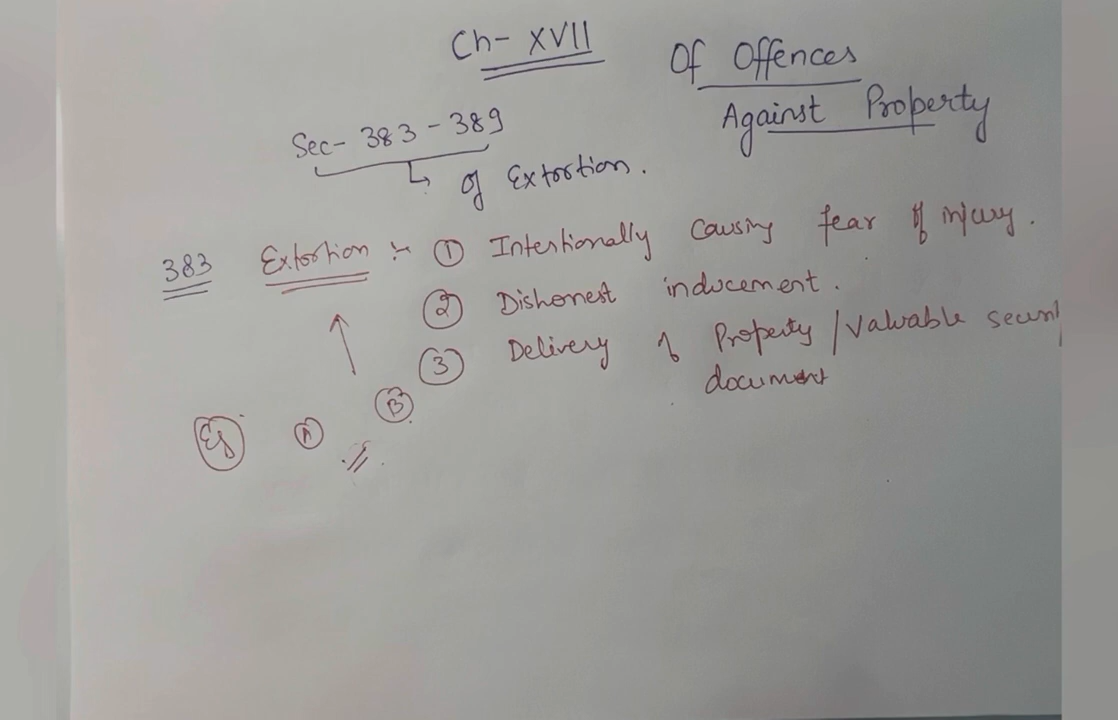 Ch- XVII
Of Offences
Against Property
Sec- 383 - 389
↳ of Extortion.
383 Extortion :- ① Intentionally causing fear of injury.
② Dishonest inducement.
③ Delivery of Property / Valuable securi
document
Eg A B